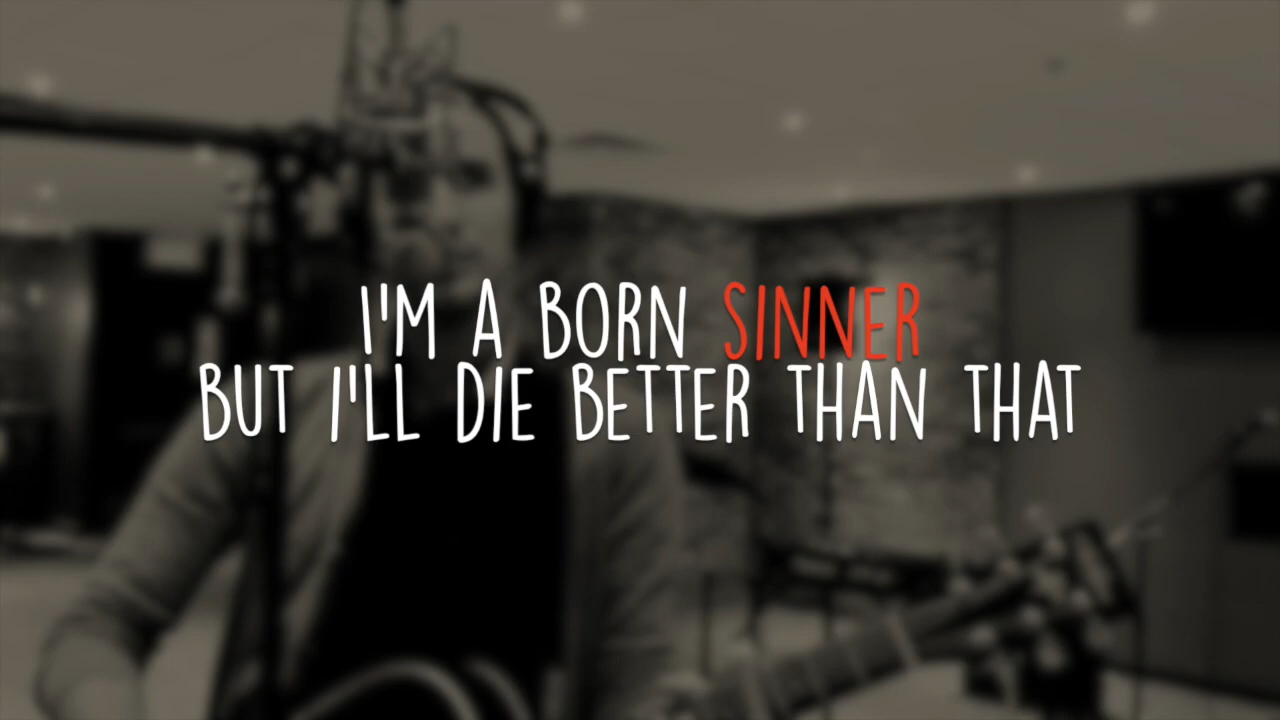 I'M A BORN SINNER
BUT I'LL DIE BETTER THAN THAT